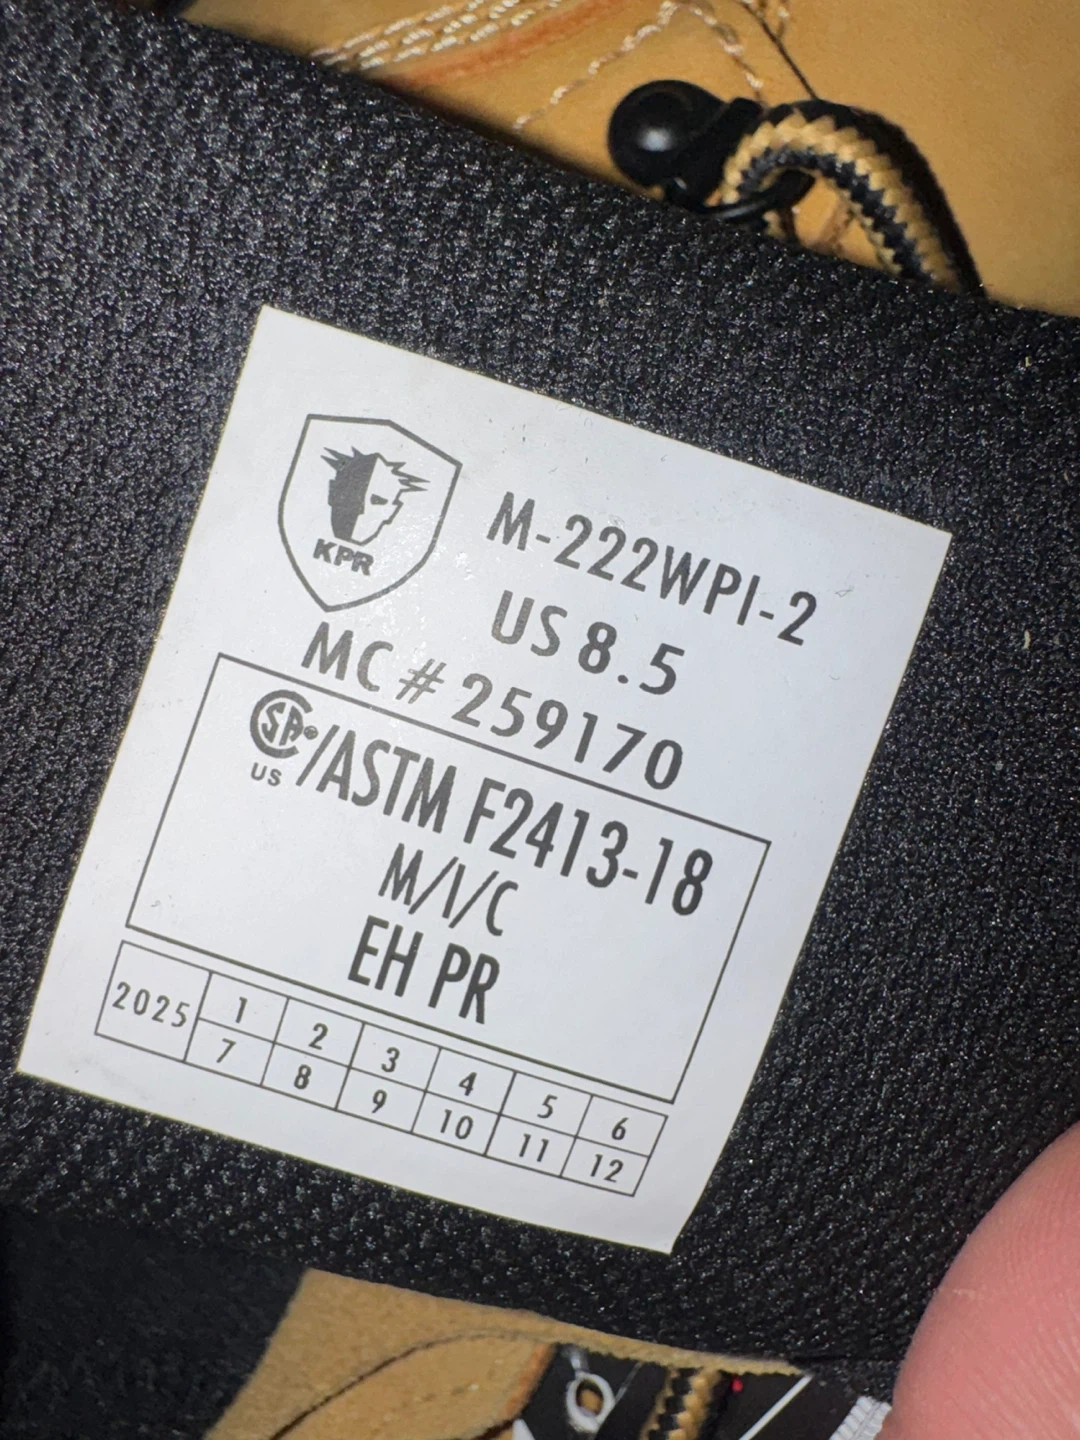 KPR
M-222WPI-2
US 8.5
MC # 259170
CSA® US/ASTM F2413-18
M/I/C
EH PR
2025 1 2 3 4 5 6
7 8 9 10 11 12